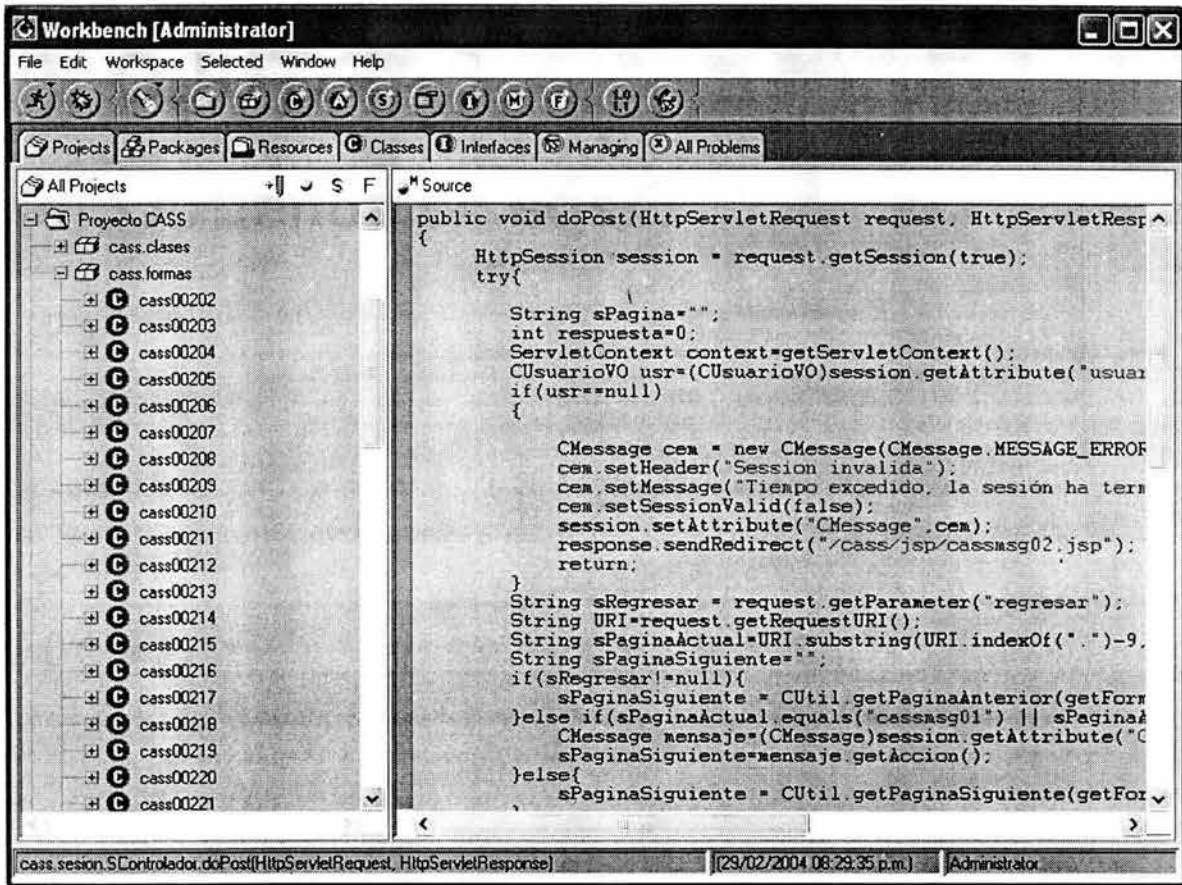 Workbench [Administrator]
File Edit Workspace Selected Window Help
Projects Packages Resources Classes Interfaces Managing All Problems
All Projects S F
Proyecto CASS
cass.clases
cass.formas
cass00202
cass00203
cass00204
cass00205
cass00206
cass00207
cass00208
cass00209
cass00210
cass00211
cass00212
cass00213
cass00214
cass00215
cass00216
cass00217
cass00218
cass00219
cass00220
cass00221
Source
public void doPost(HttpServletRequest request, HttpServletResp
{
HttpSession session = request.getSession(true);
try{
String sPagina="";
int respuesta=0;
ServletContext context=getServletContext();
CUsuarioVO usr=(CUsuarioVO)session.getAttribute("usuar
if(usr==null)
{
CMessage cem = new CMessage(CMessage.MESSAGE_ERROR
cem.setHeader("Session invalida");
cem.setMessage("Tiempo excedido, la sesión ha term
cem.setSessionValid(false);
session.setAttribute("CMessage",cem);
response.sendRedirect("/cass/jsp/cassmsg02.jsp");
return;
}
String sRegresar = request.getParameter("regresar");
String URI=request.getRequestURI();
String sPaginaActual=URI.substring(URI.indexOf(".")-9,
String sPaginaSiguiente="";
if(sRegresar!=null){
sPaginaSiguiente = CUtil.getPaginaAnterior(getForm
}else if(sPaginaActual.equals("cassmsg01") || sPaginaA
CMessage mensaje=(CMessage)session.getAttribute("C
sPaginaSiguiente=mensaje.getAccion();
}else{
sPaginaSiguiente = CUtil.getPaginaSiguiente(getFor
cass.sesion.SControlador.doPost(HttpServletRequest, HttpServletResponse) (29/02/2004 08:29:35 p.m.) Administrator